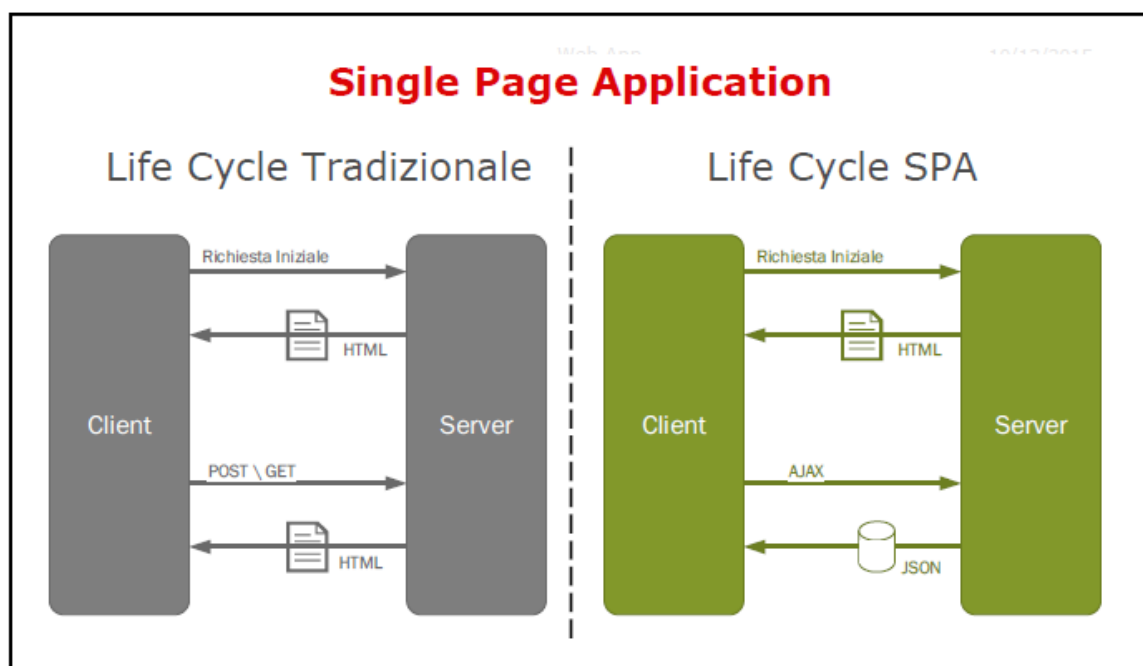 Single Page Application
Life Cycle Tradizionale
Life Cycle SPA
Richiesta Iniziale
HTML
Client
Server
POST \ GET
HTML
Richiesta Iniziale
HTML
Client
Server
AJAX
JSON